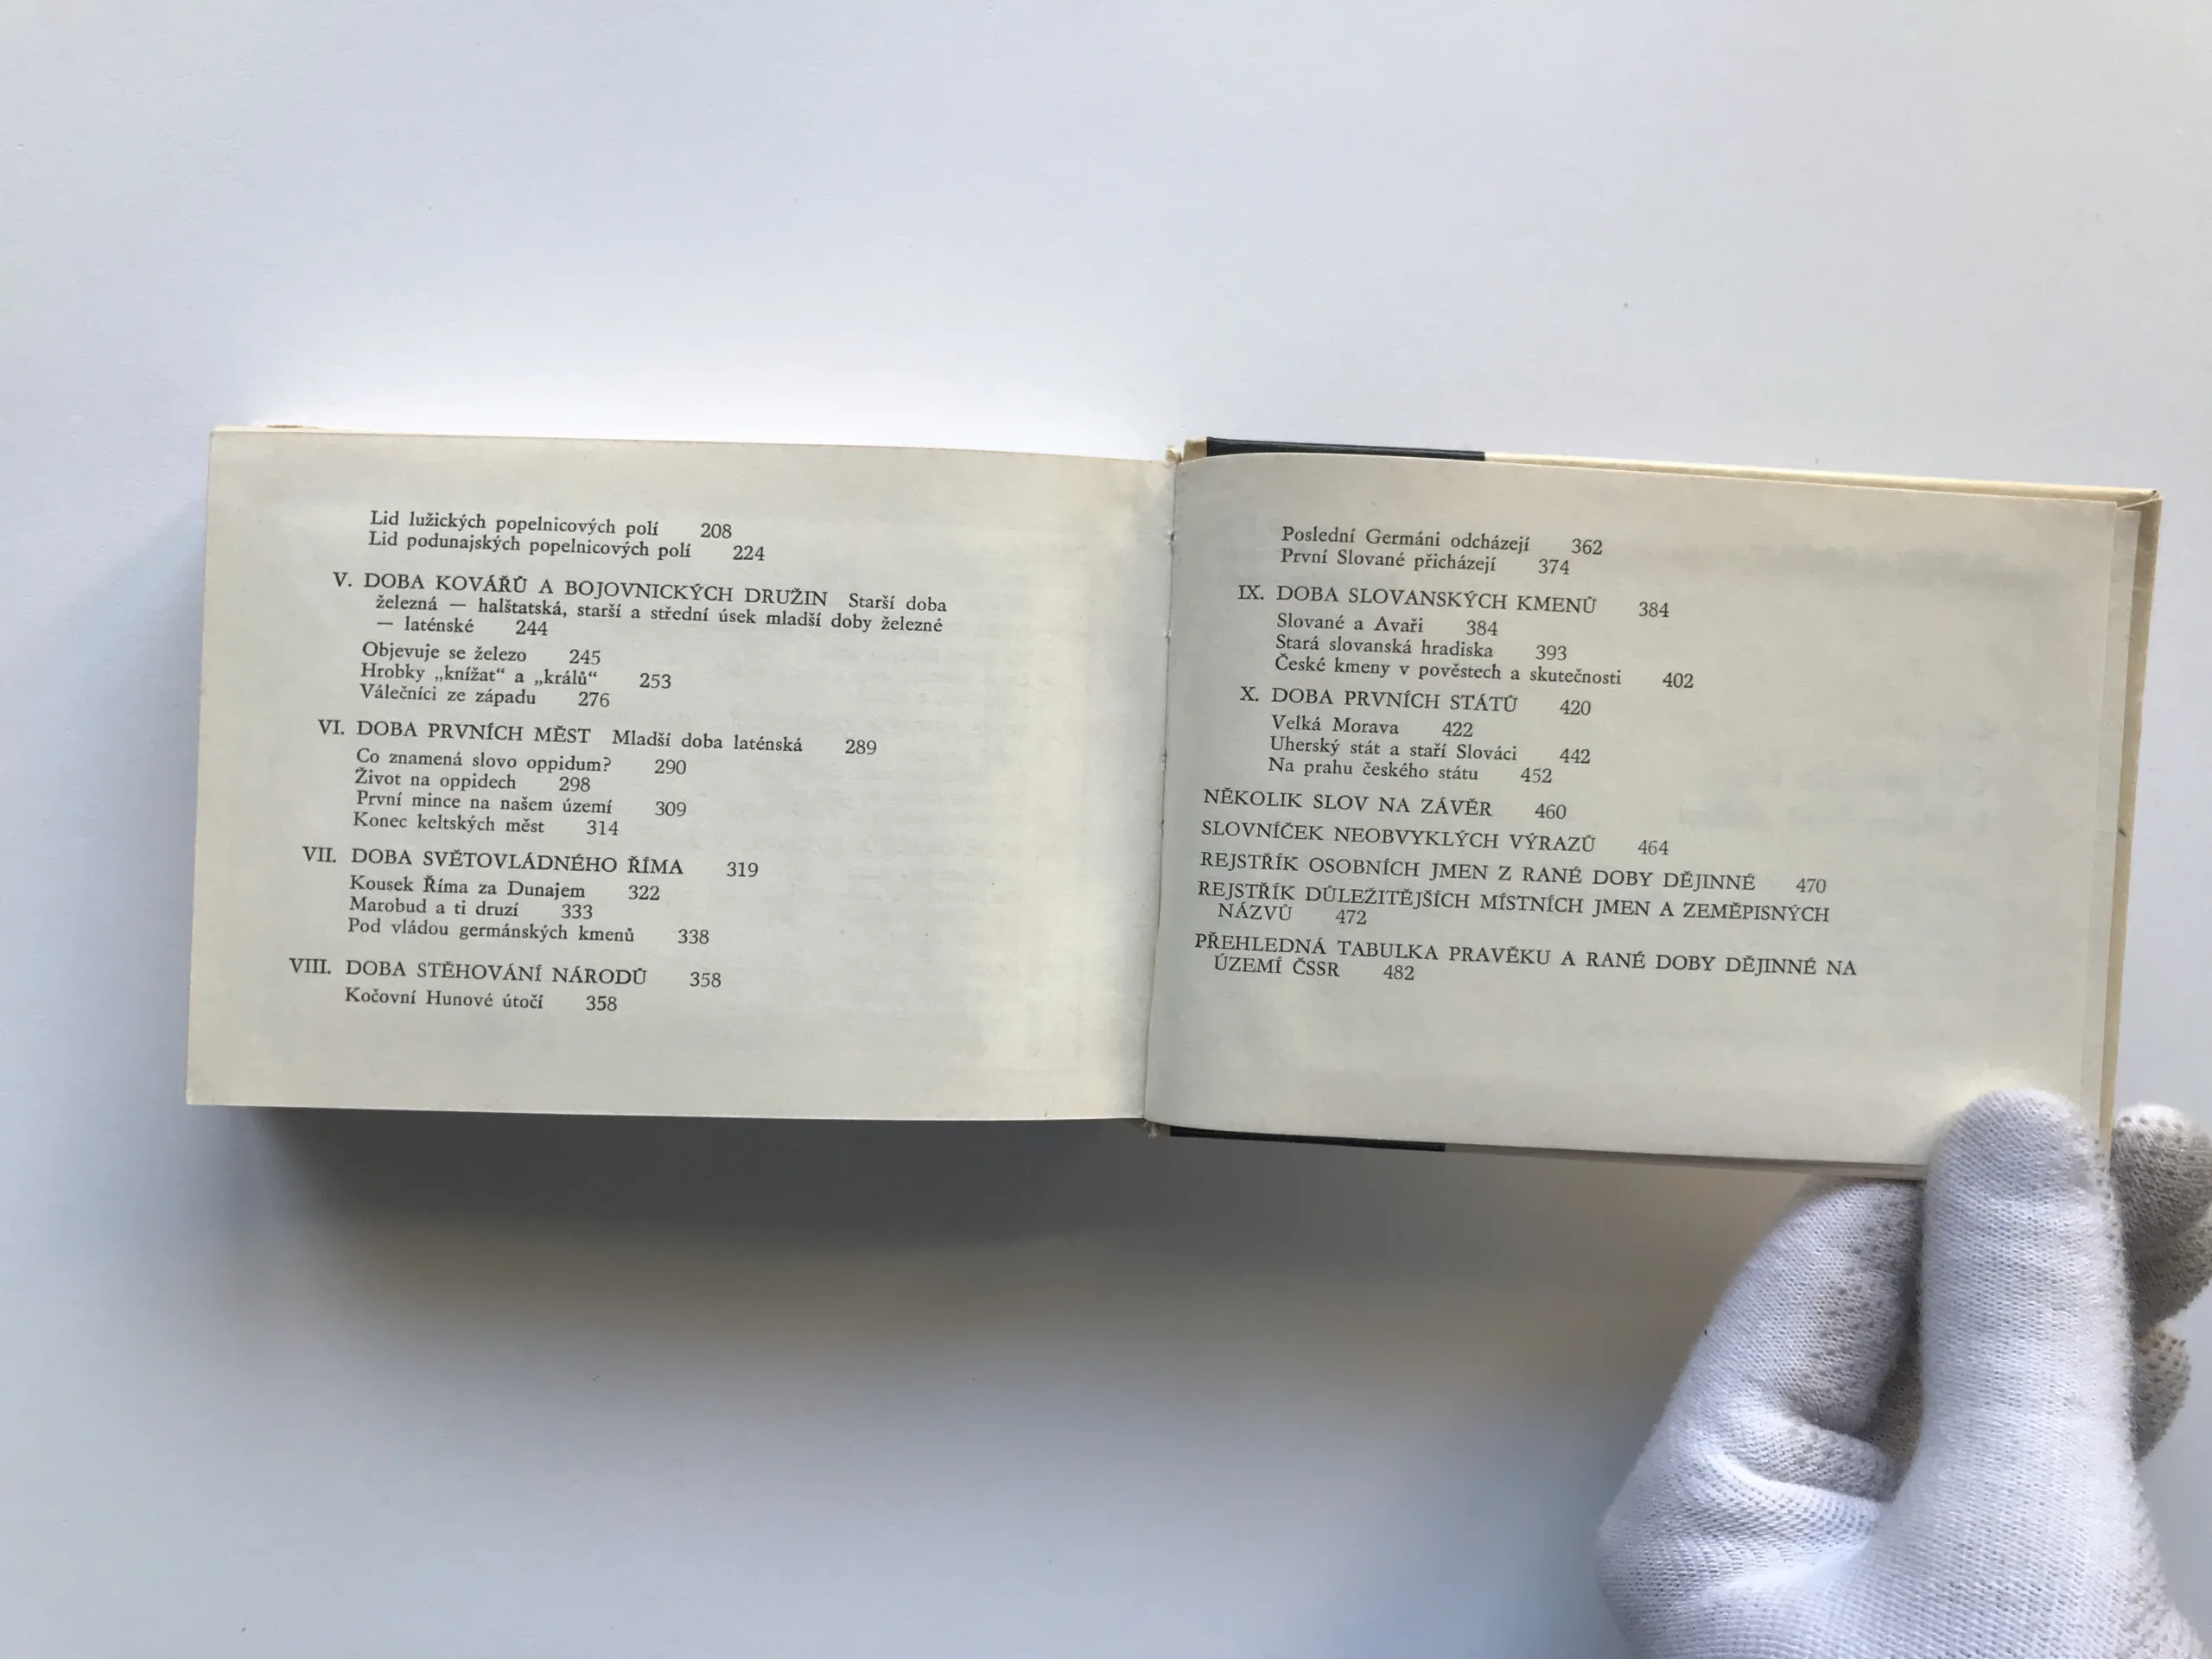 Lid lužických popelnicových polí 208
Lid podunajských popelnicových polí 224
V. DOBA KOVÁŘŮ A BOJOVNICKÝCH DRUŽIN Starší doba
železná — halštatská, starší a střední úsek mladší doby železné
— laténské 244
Objevuje se železo 245
Hrobky „knížat“ a „králů“ 253
Válečníci ze západu 276
VI. DOBA PRVNÍCH MĚST Mladší doba laténská 289
Co znamená slovo oppidum? 290
Život na oppidech 298
První mince na našem území 309
Konec keltských měst 314
VII. DOBA SVĚTOVLÁDNÉHO ŘÍMA 319
Kousek Říma za Dunajem 322
Marobud a ti druzí 333
Pod vládou germánských kmenů 338
VIII. DOBA STĚHOVÁNÍ NÁRODŮ 358
Kočovní Hunové útočí 358
Poslední Germáni odcházejí 362
První Slované přicházejí 374
IX. DOBA SLOVANSKÝCH KMENŮ 384
Slované a Avaři 384
Stará slovanská hradiska 393
České kmeny v pověstech a skutečnosti 402
X. DOBA PRVNÍCH STÁTŮ 420
Velká Morava 422
Uherský stát a staří Slováci 442
Na prahu českého státu 452
NĚKOLIK SLOV NA ZÁVĚR 460
SLOVNÍČEK NEOBVYKLÝCH VÝRAZŮ 464
REJSTŘÍK OSOBNÍCH JMEN Z RANÉ DOBY DĚJINNÉ 470
REJSTŘÍK DŮLEŽITĚJŠÍCH MÍSTNÍCH JMEN A ZEMĚPISNÝCH
NÁZVŮ 472
PŘEHLEDNÁ TABULKA PRAVĚKU A RANÉ DOBY DĚJINNÉ NA
ÚZEMÍ ČSSR 482